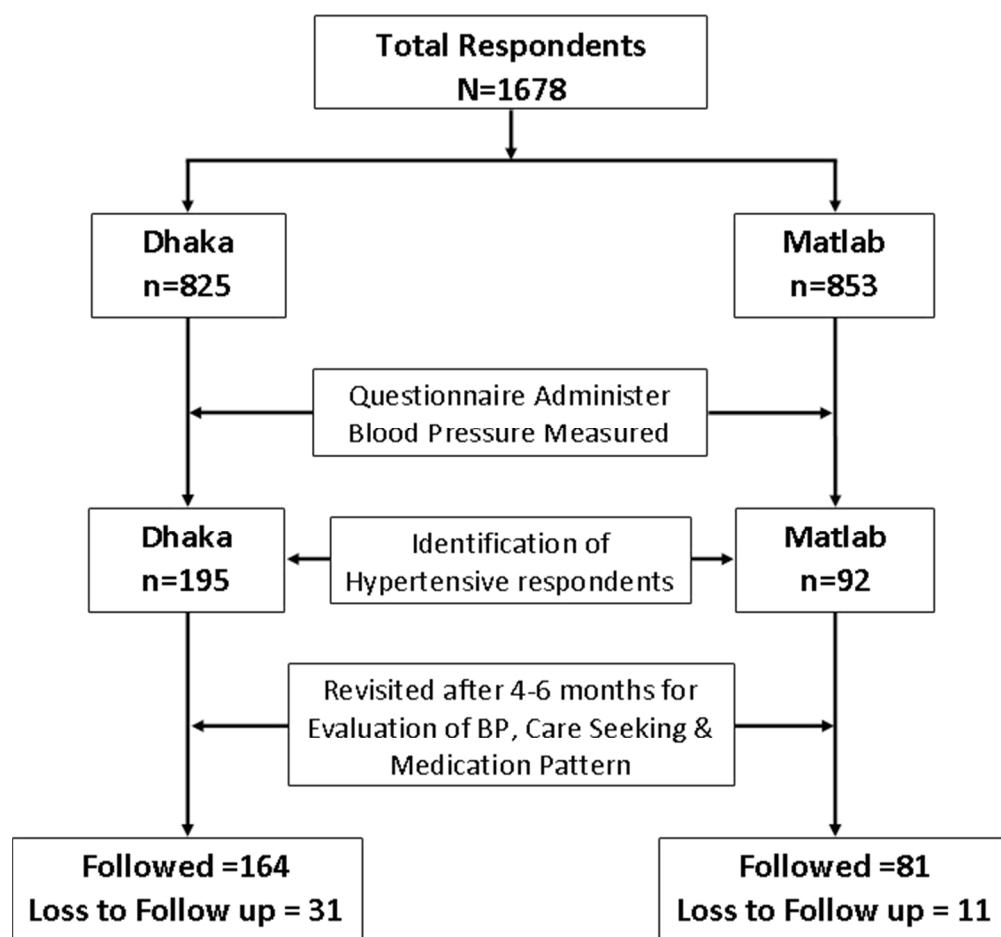 Total Respondents
N=1678
Dhaka
n=825
Matlab
n=853
Questionnaire Administer
Blood Pressure Measured
Dhaka
n=195
Identification of
Hypertensive respondents
Matlab
n=92
Revisited after 4-6 months for
Evaluation of BP, Care Seeking &
Medication Pattern
Followed =164
Loss to Follow up = 31
Followed =81
Loss to Follow up = 11